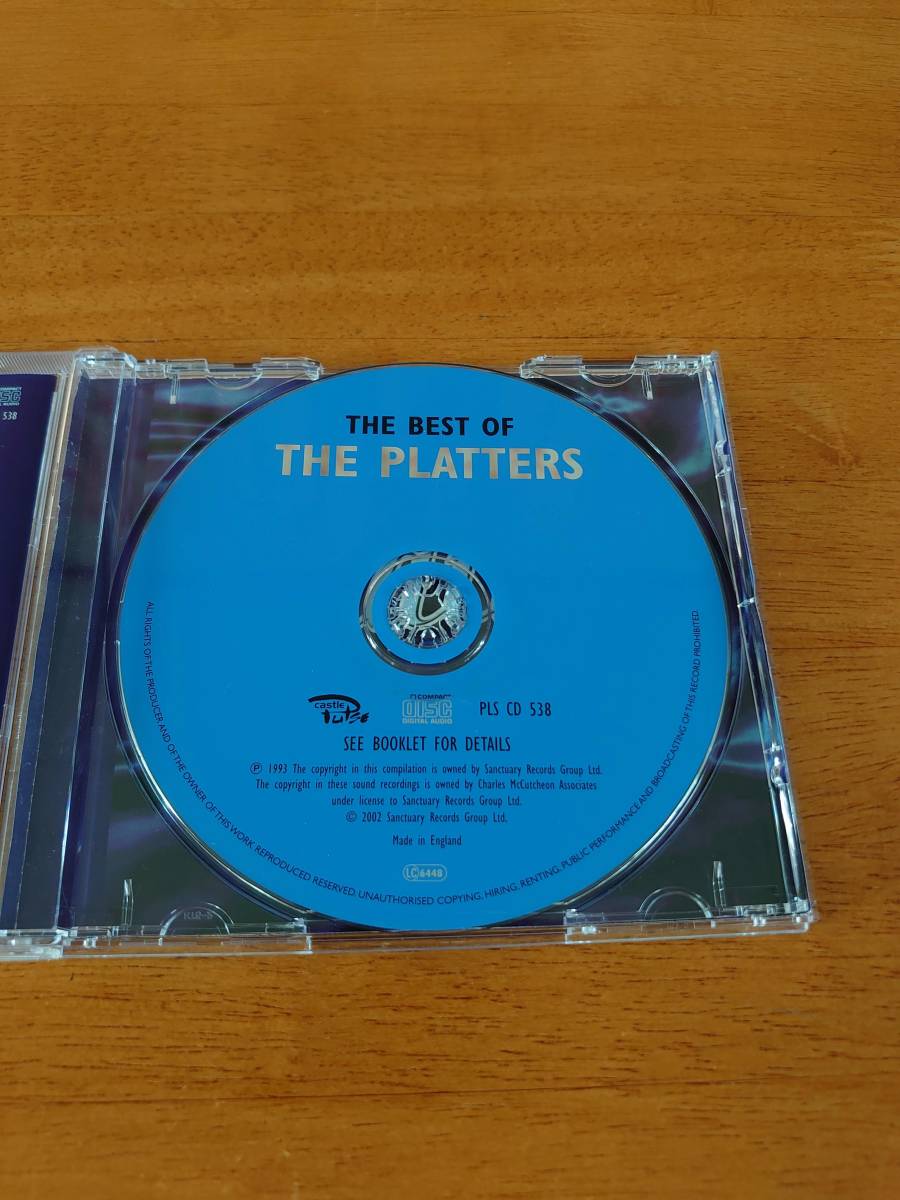 THE BEST OF
THE PLATTERS
DISC
DIGITAL AUDIO
538
castle
Pulse
COMPACT
DISC
DIGITAL AUDIO
PLS CD 538
SEE BOOKLET FOR DETAILS
℗ 1993 The copyright in this compilation is owned by Sanctuary Records Group Ltd.
The copyright in these sound recordings is owned by Charles McCutcheon Associates
under license to Sanctuary Records Group Ltd.
© 2002 Sanctuary Records Group Ltd.
Made in England
LC 6448
ALL RIGHTS OF THE PRODUCER AND OF THE OWNER OF THIS WORK REPRODUCED RESERVED. UNAUTHORISED COPYING, HIRING, RENTING, PUBLIC PERFORMANCE AND BROADCASTING OF THIS RECORD PROHIBITED.